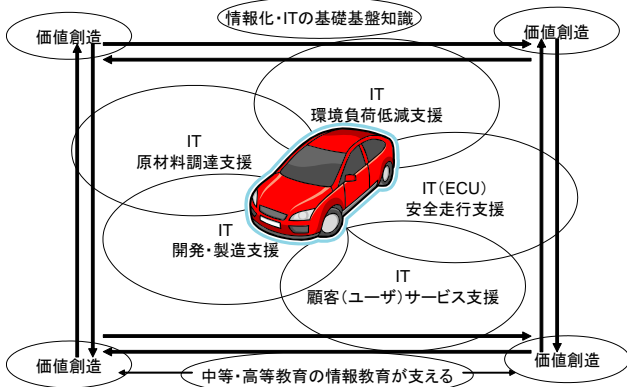 情報化・ITの基礎基盤知識
価値創造
価値創造
IT
環境負荷低減支援
IT
原材料調達支援
IT(ECU)
安全走行支援
IT
開発・製造支援
IT
顧客(ユーザ)サービス支援
価値創造
価値創造
中等・高等教育の情報教育が支える